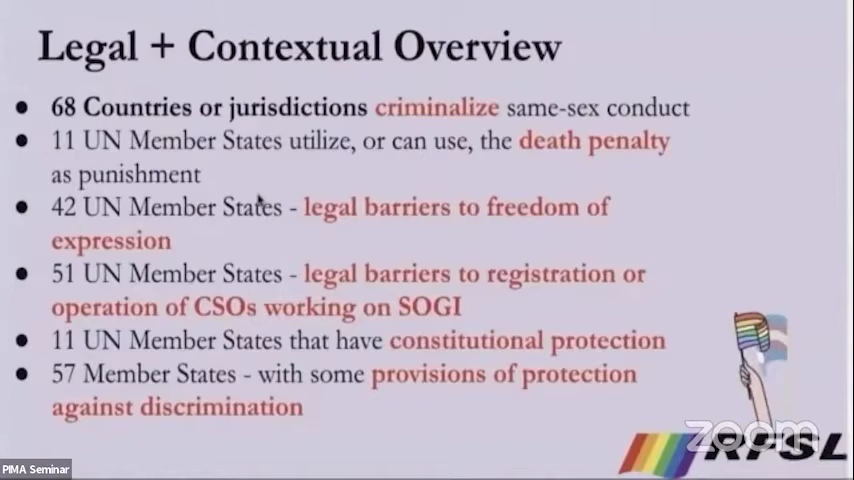 Legal + Contextual Overview
● 68 Countries or jurisdictions criminalize same-sex conduct
● 11 UN Member States utilize, or can use, the death penalty
as punishment
● 42 UN Member States - legal barriers to freedom of
expression
● 51 UN Member States - legal barriers to registration or
operation of CSOs working on SOGI
● 11 UN Member States that have constitutional protection
● 57 Member States - with some provisions of protection
against discrimination
zoom
RFSL
PIMA Seminar